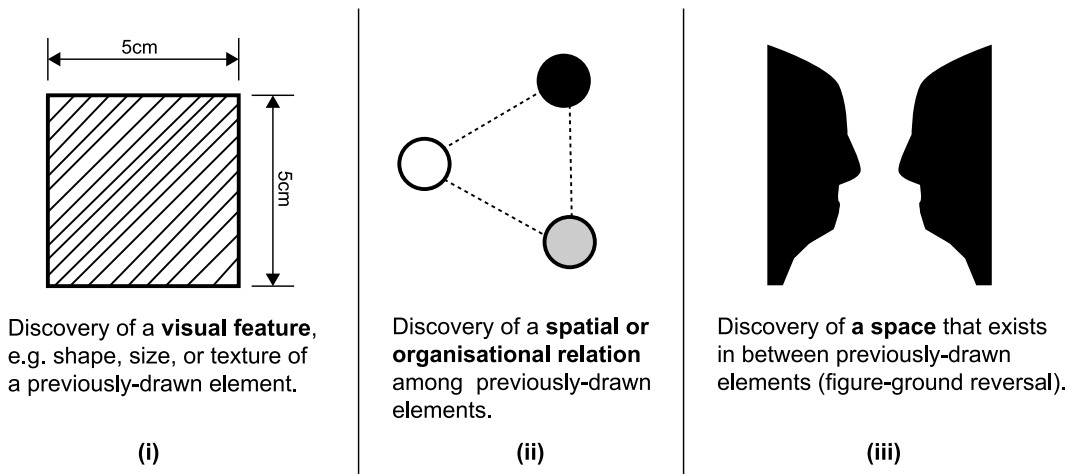 5cm
5cm
Discovery of a visual feature,
e.g. shape, size, or texture of
a previously-drawn element.
(i)
Discovery of a spatial or
organisational relation
among previously-drawn
elements.
(ii)
Discovery of a space that exists
in between previously-drawn
elements (figure-ground reversal).
(iii)